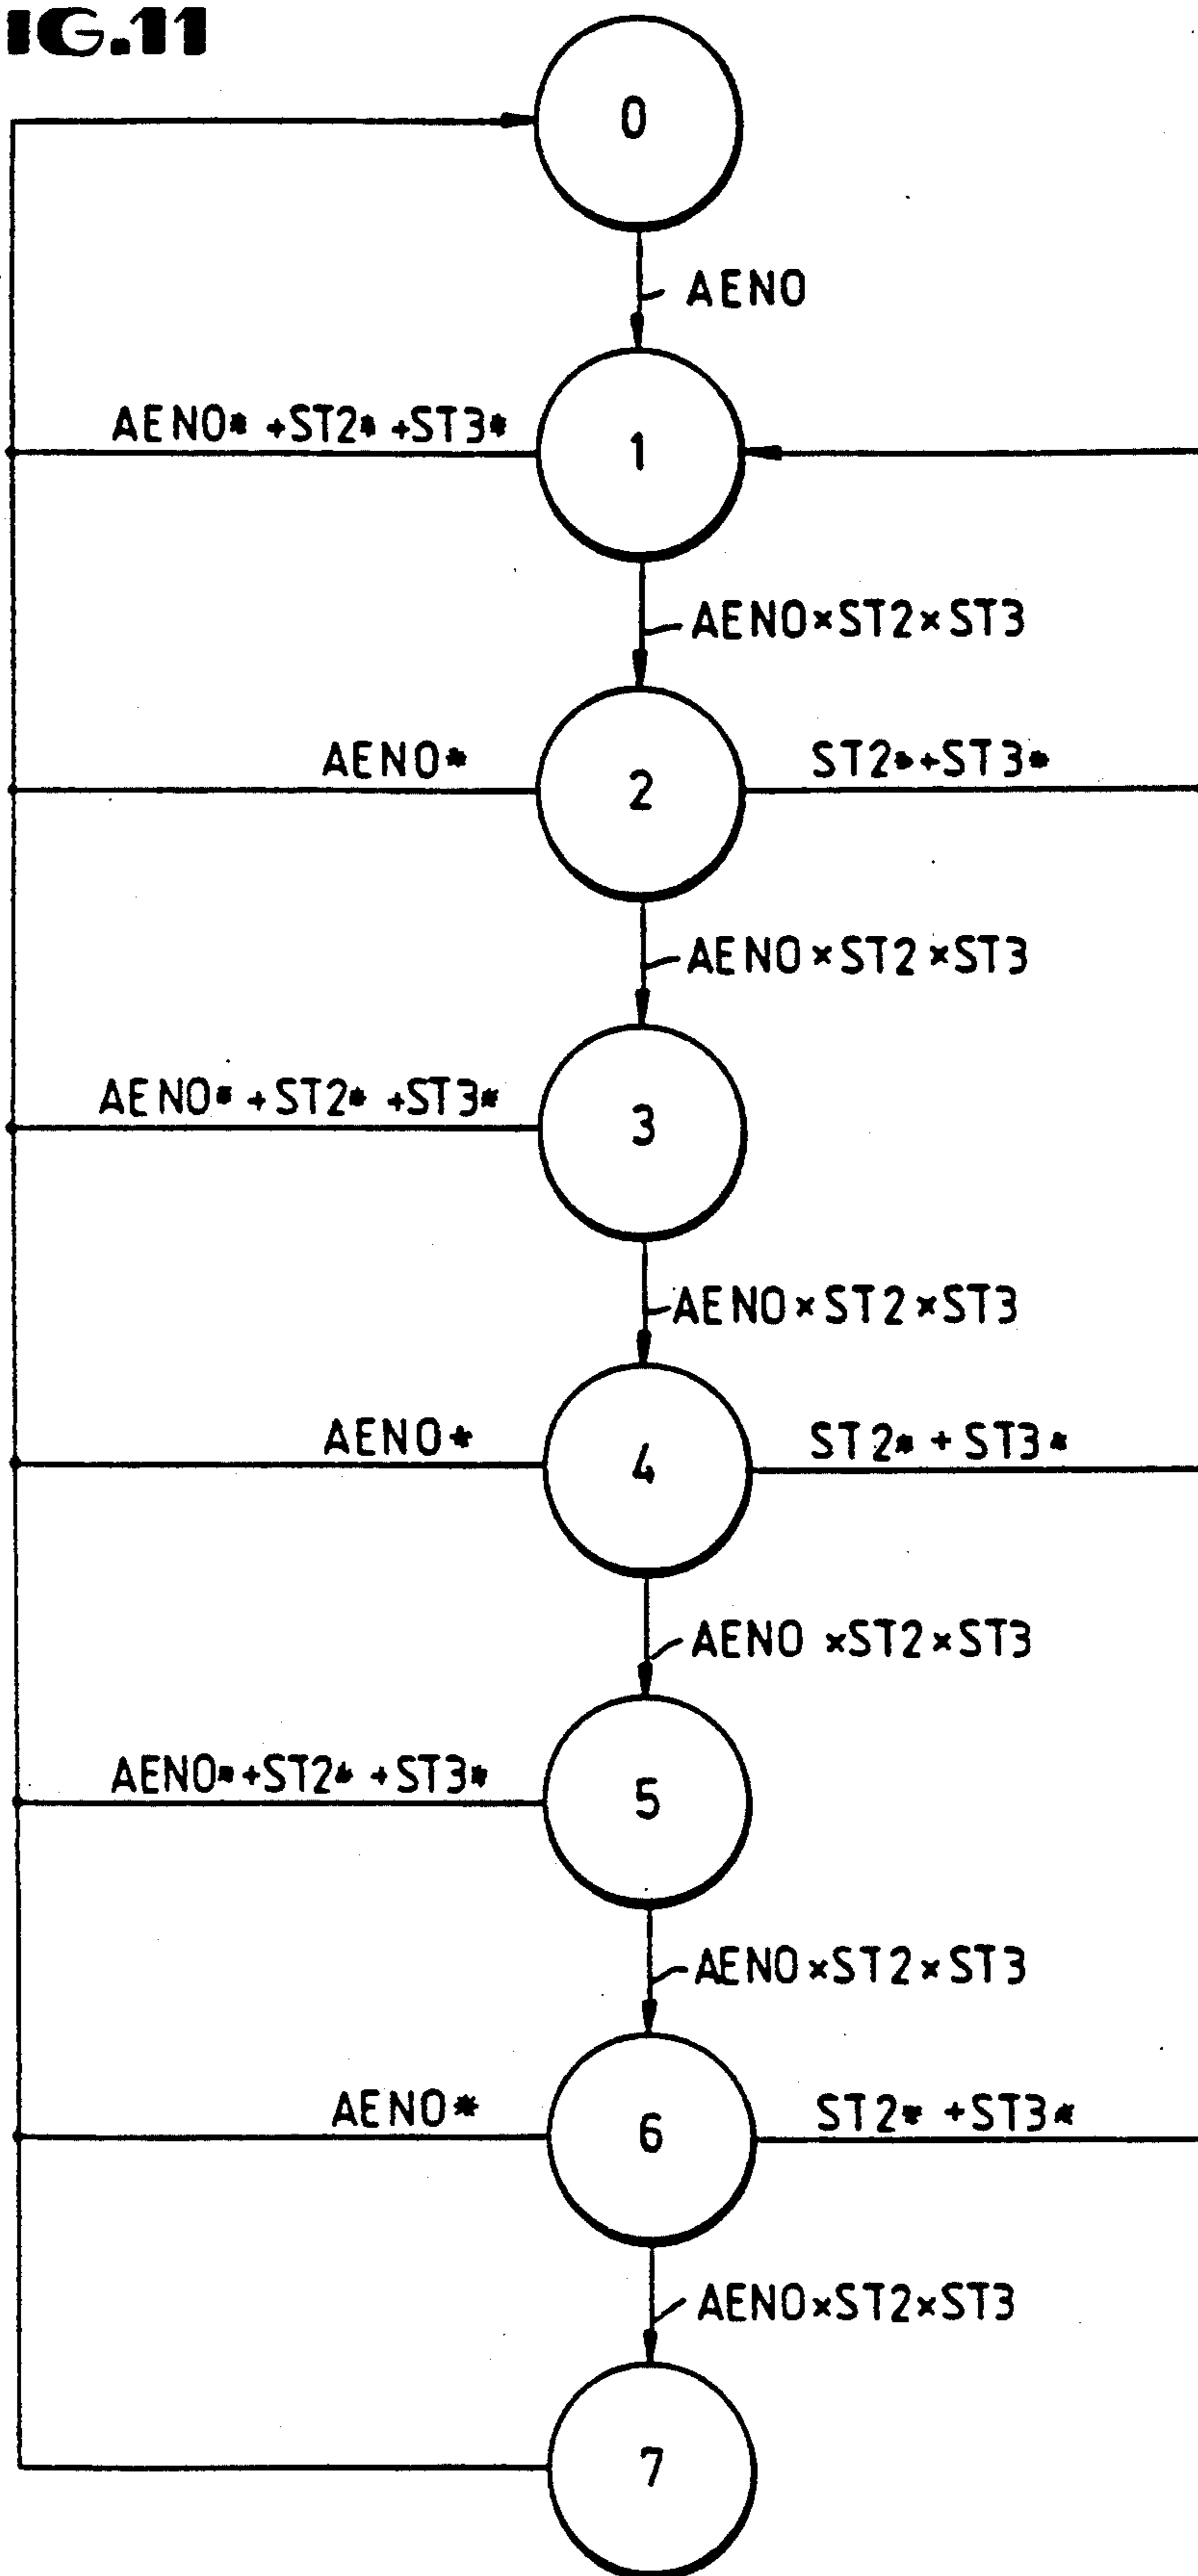 IG.11
0
AENO
AENO* +ST2* +ST3*
1
AENO×ST2×ST3
AENO*
2
ST2*+ST3*
AENO×ST2×ST3
AENO* +ST2* +ST3*
3
AENO×ST2×ST3
AENO*
4
ST2* + ST3*
AENO ×ST2×ST3
AENO*+ST2* +ST3*
5
AENO×ST2×ST3
AENO*
6
ST2* +ST3*
AENO×ST2×ST3
7